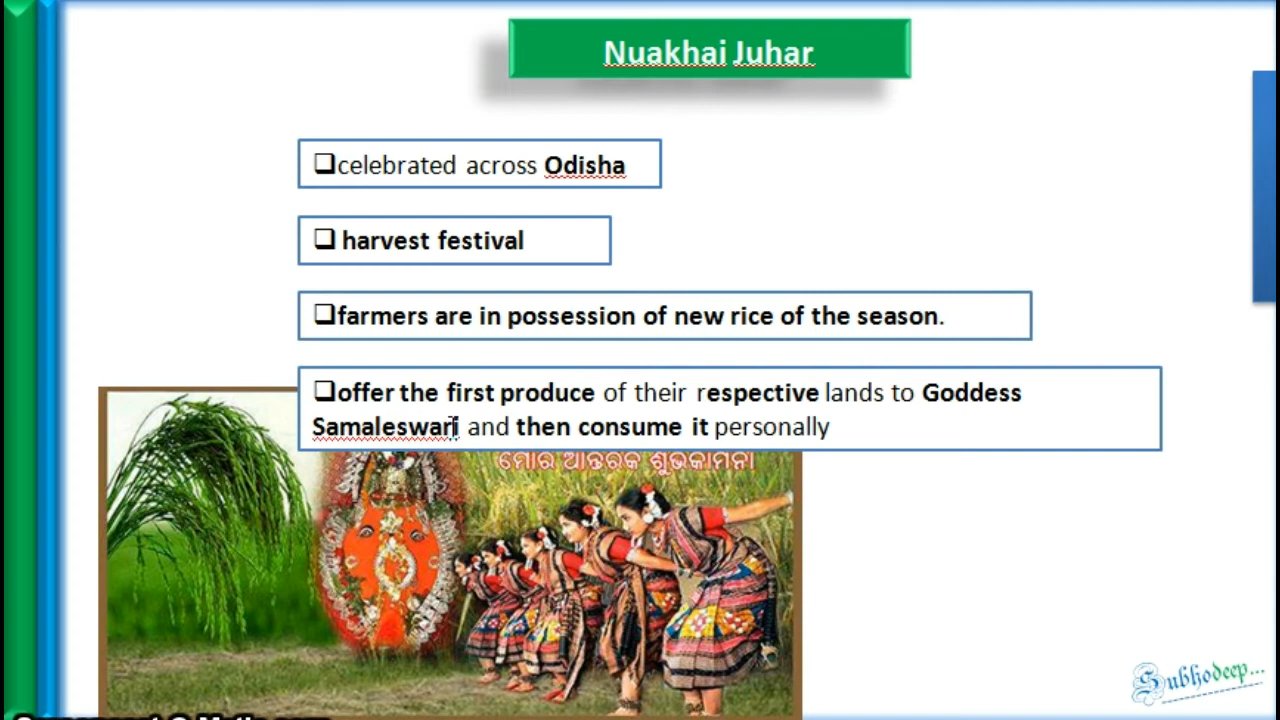 Nuakhai Juhar
❑celebrated across Odisha
❑ harvest festival
❑farmers are in possession of new rice of the season.
❑offer the first produce of their respective lands to Goddess
Samaleswari and then consume it personally
ମୋର ଆନ୍ତରିକ ଶୁଭକାମନା
Subhodeep...